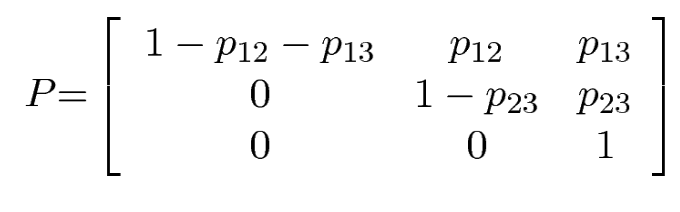 1 − p₁₂ − p₁₃ p₁₂ p₁₃
P= 0 1 − p₂₃ p₂₃
0 0 1